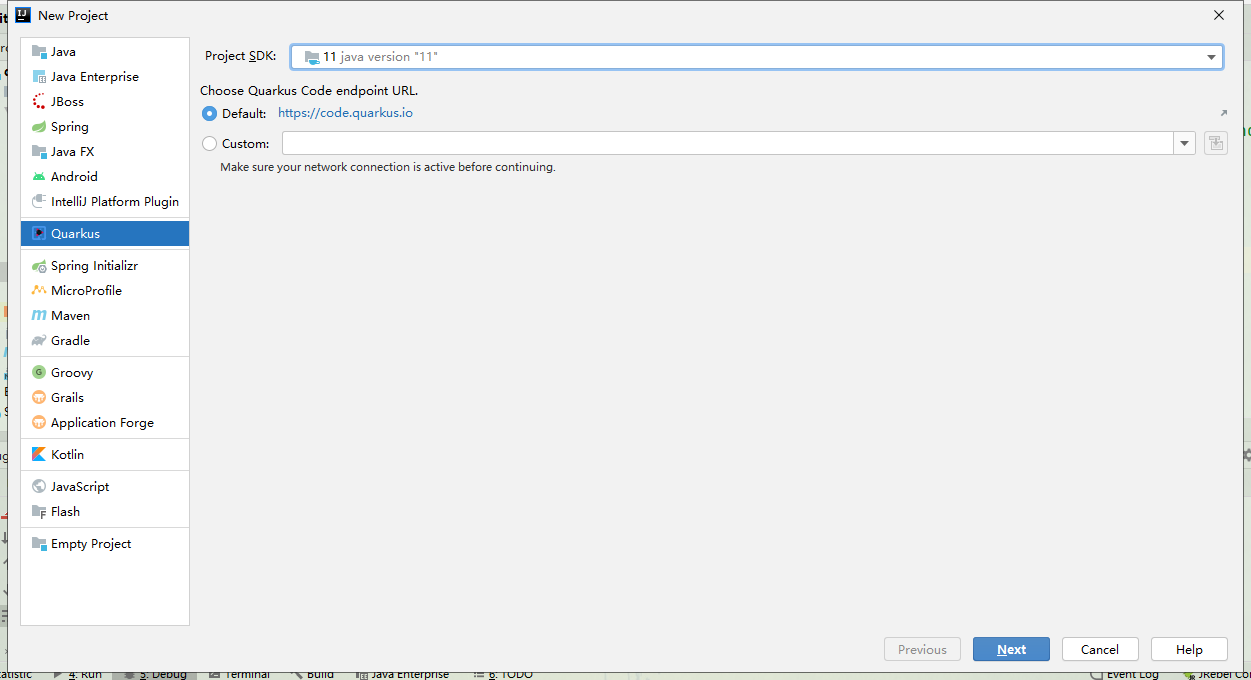 New Project
Java
Java Enterprise
JBoss
Spring
Java FX
Android
IntelliJ Platform Plugin
Quarkus
Spring Initializr
MicroProfile
Maven
Gradle
Groovy
Grails
Application Forge
Kotlin
JavaScript
Flash
Empty Project
Project SDK: 11 java version "11"
Choose Quarkus Code endpoint URL.
Default: https://code.quarkus.io
Custom:
Make sure your network connection is active before continuing.
Previous Next Cancel Help
4: Run 5: Debug Terminal Build Java Enterprise 6: TODO Event Log JRebel